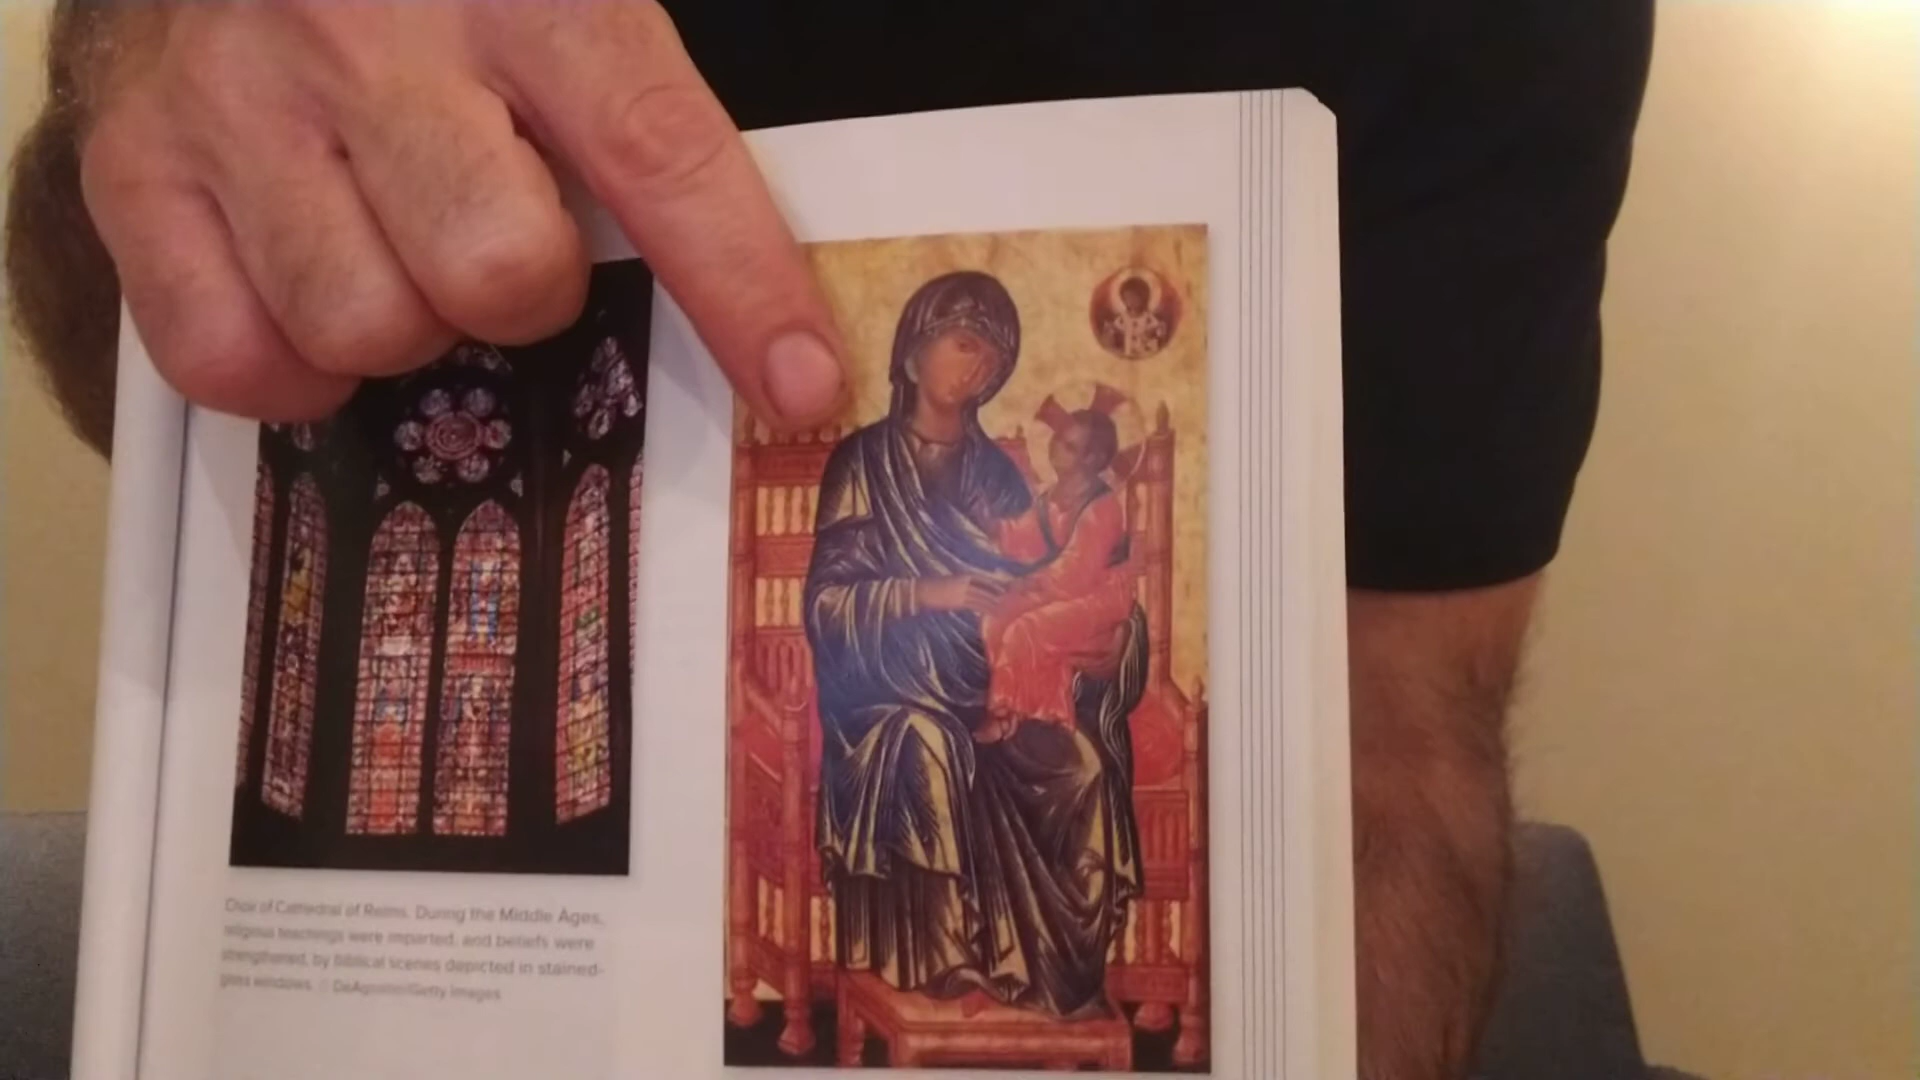 Choir of Cathedral of Reims. During the Middle Ages,
religious teachings were imparted, and beliefs were
strengthened, by biblical scenes depicted in stained-
glass windows. © DeAgostini/Getty Images